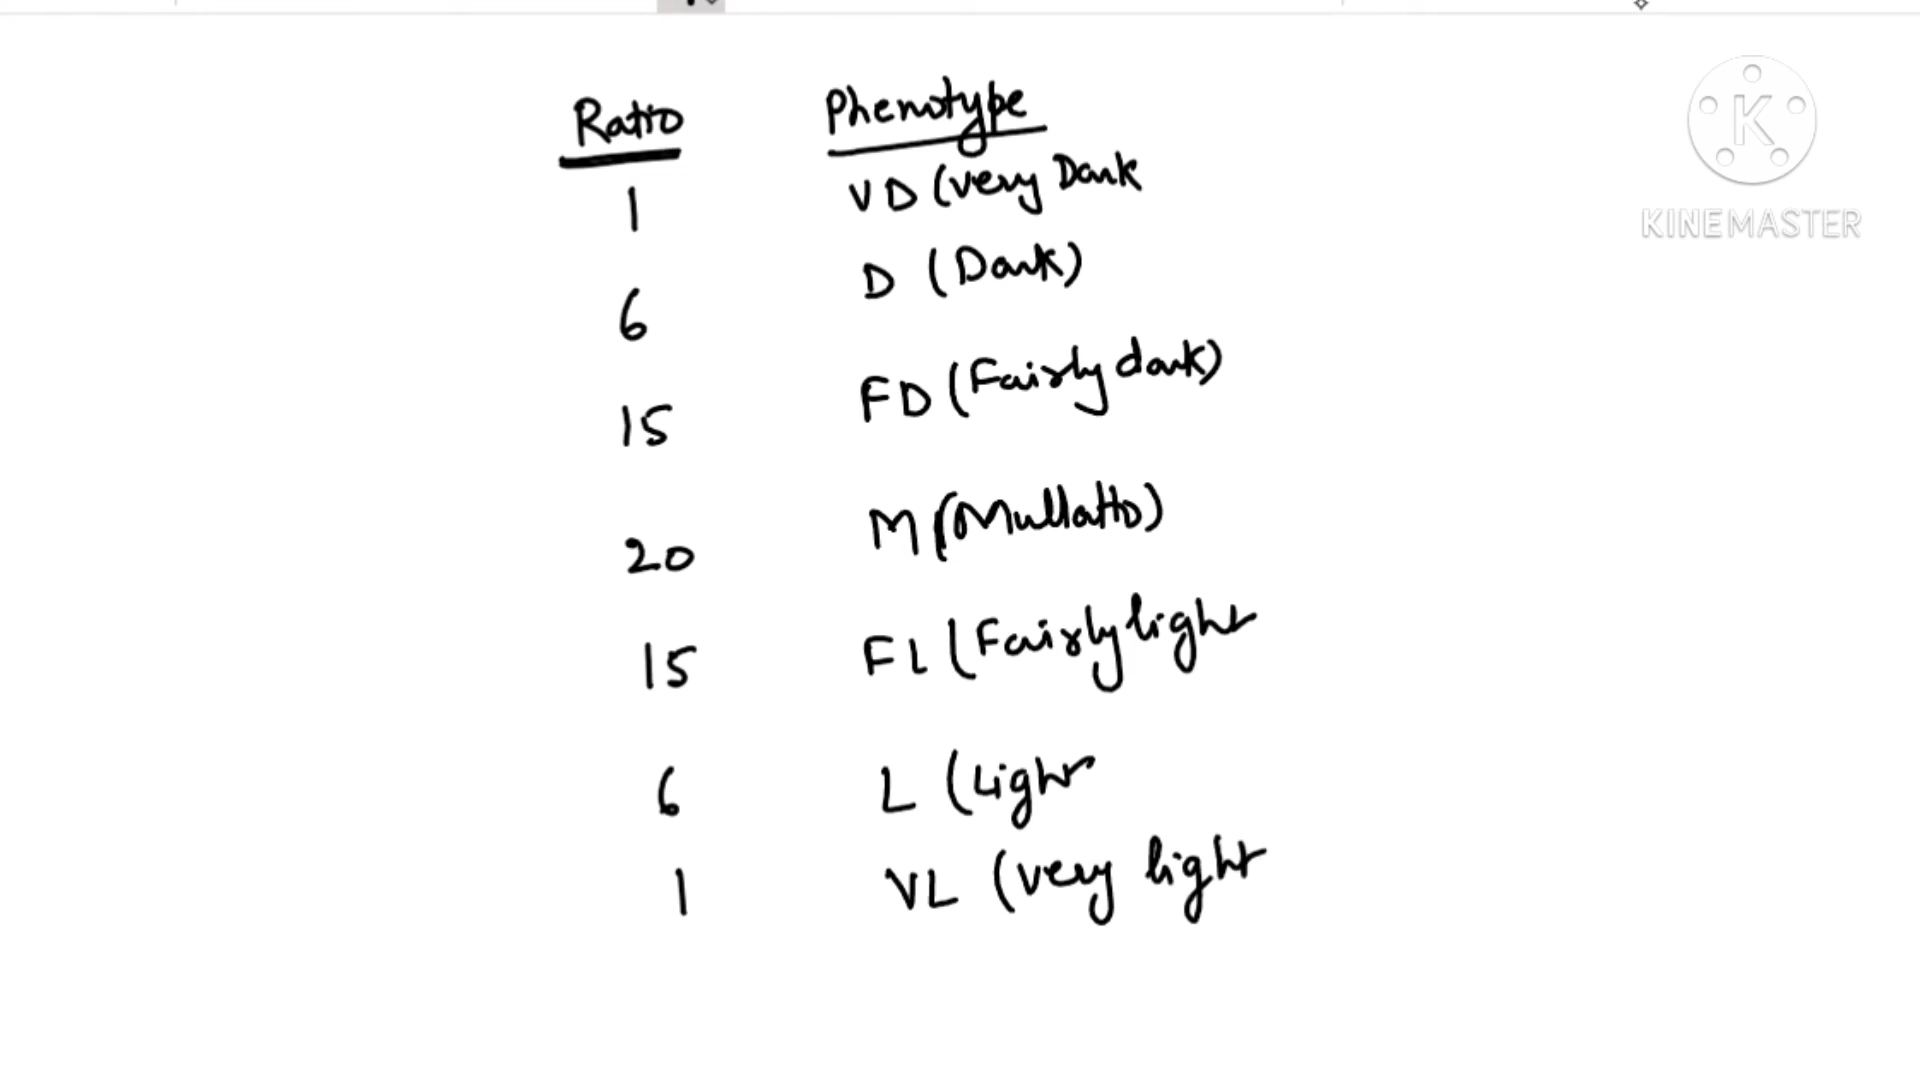 Ratio Phenotype
1 VD (very Dark
6 D (Dark)
15 FD (Fairly dark)
20 M (Mullatto)
15 FL (Fairly light
6 L (Light
1 VL (very light
K
KINEMASTER